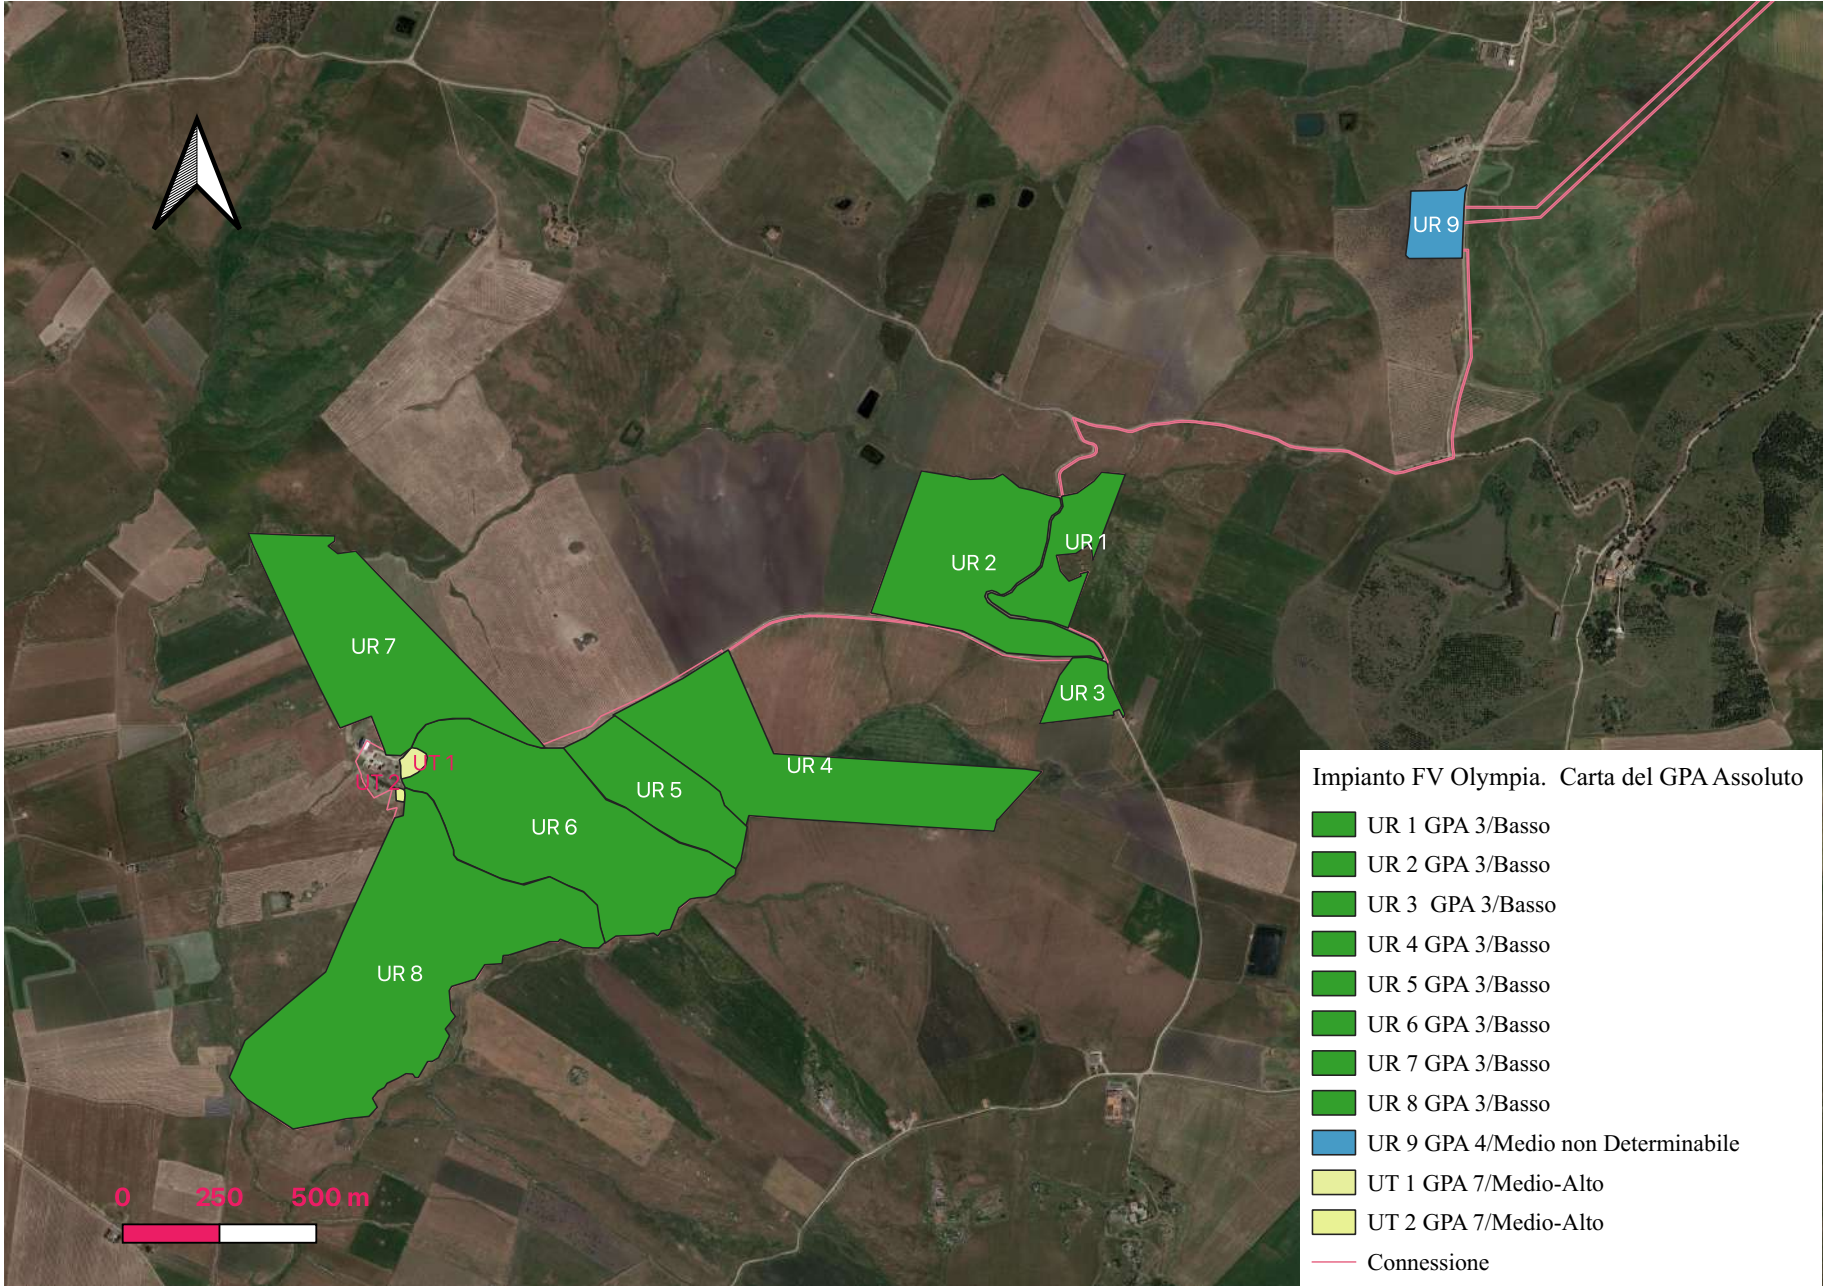 UR 9
UR 1
UR 2
UR 7
UR 3
UT 1
UR 4
UT 2
UR 5
UR 6
UR 8
0 250 500 m
Impianto FV Olympia. Carta del GPA Assoluto
UR 1 GPA 3/Basso
UR 2 GPA 3/Basso
UR 3 GPA 3/Basso
UR 4 GPA 3/Basso
UR 5 GPA 3/Basso
UR 6 GPA 3/Basso
UR 7 GPA 3/Basso
UR 8 GPA 3/Basso
UR 9 GPA 4/Medio non Determinabile
UT 1 GPA 7/Medio-Alto
UT 2 GPA 7/Medio-Alto
Connessione